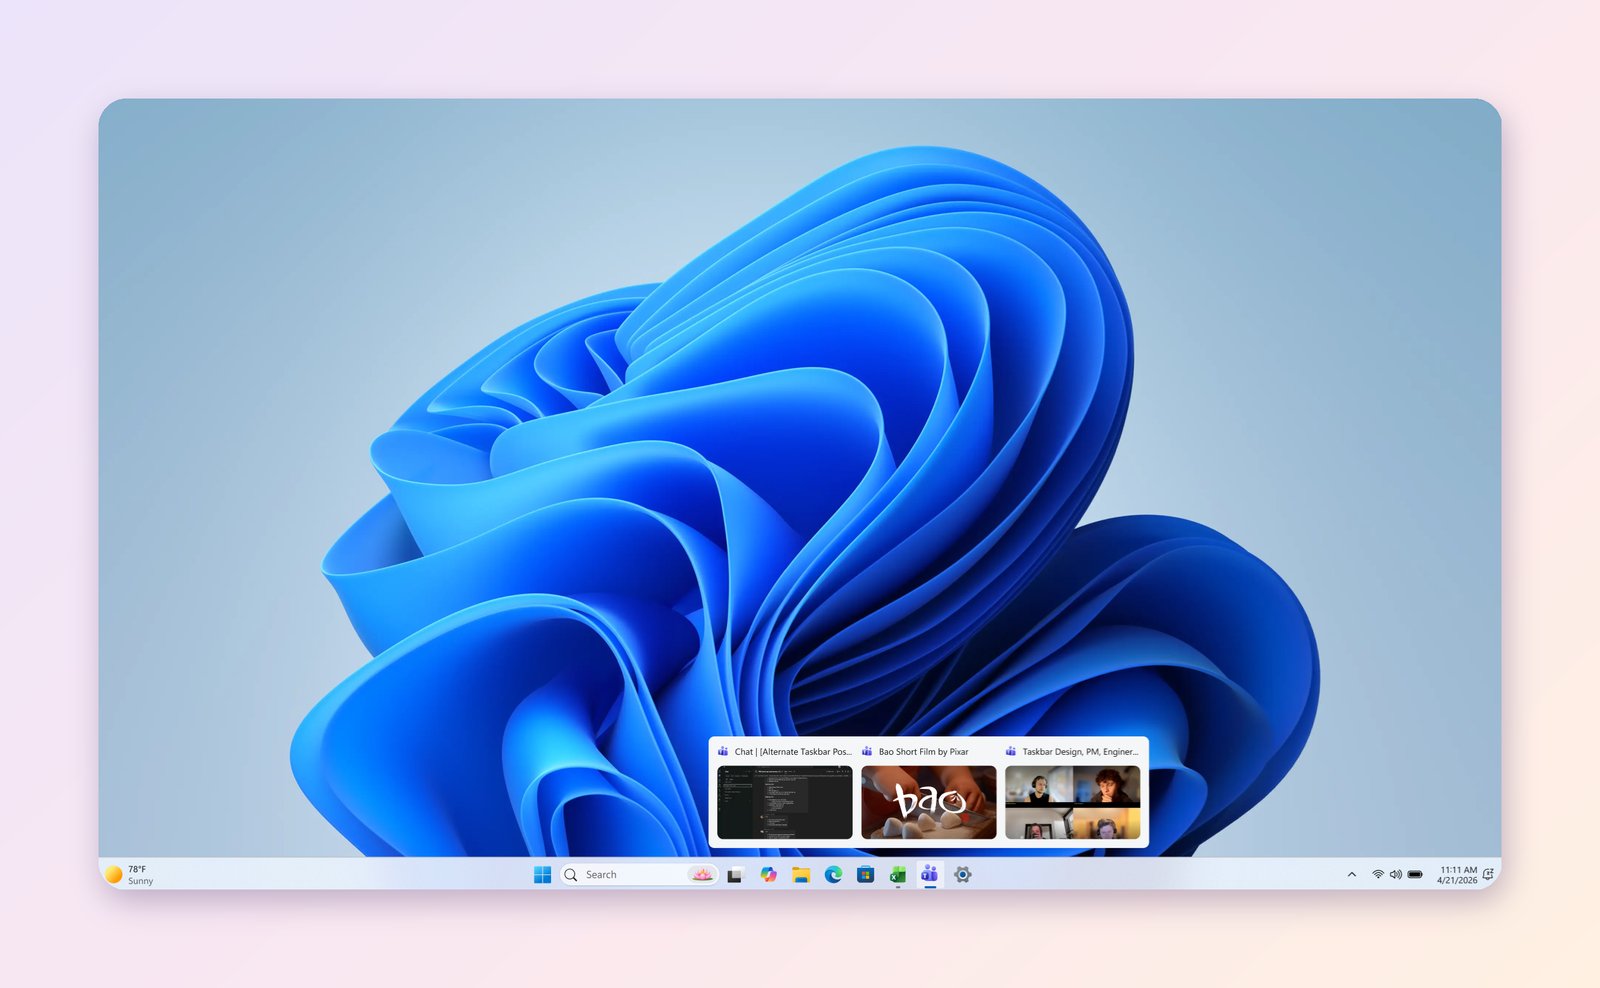 Chat | [Alternate Taskbar Pos...
Bao Short Film by Pixar
Taskbar Design, PM, Enginer...
bao
78°F
Sunny
Search
11:11 AM
4/21/2026